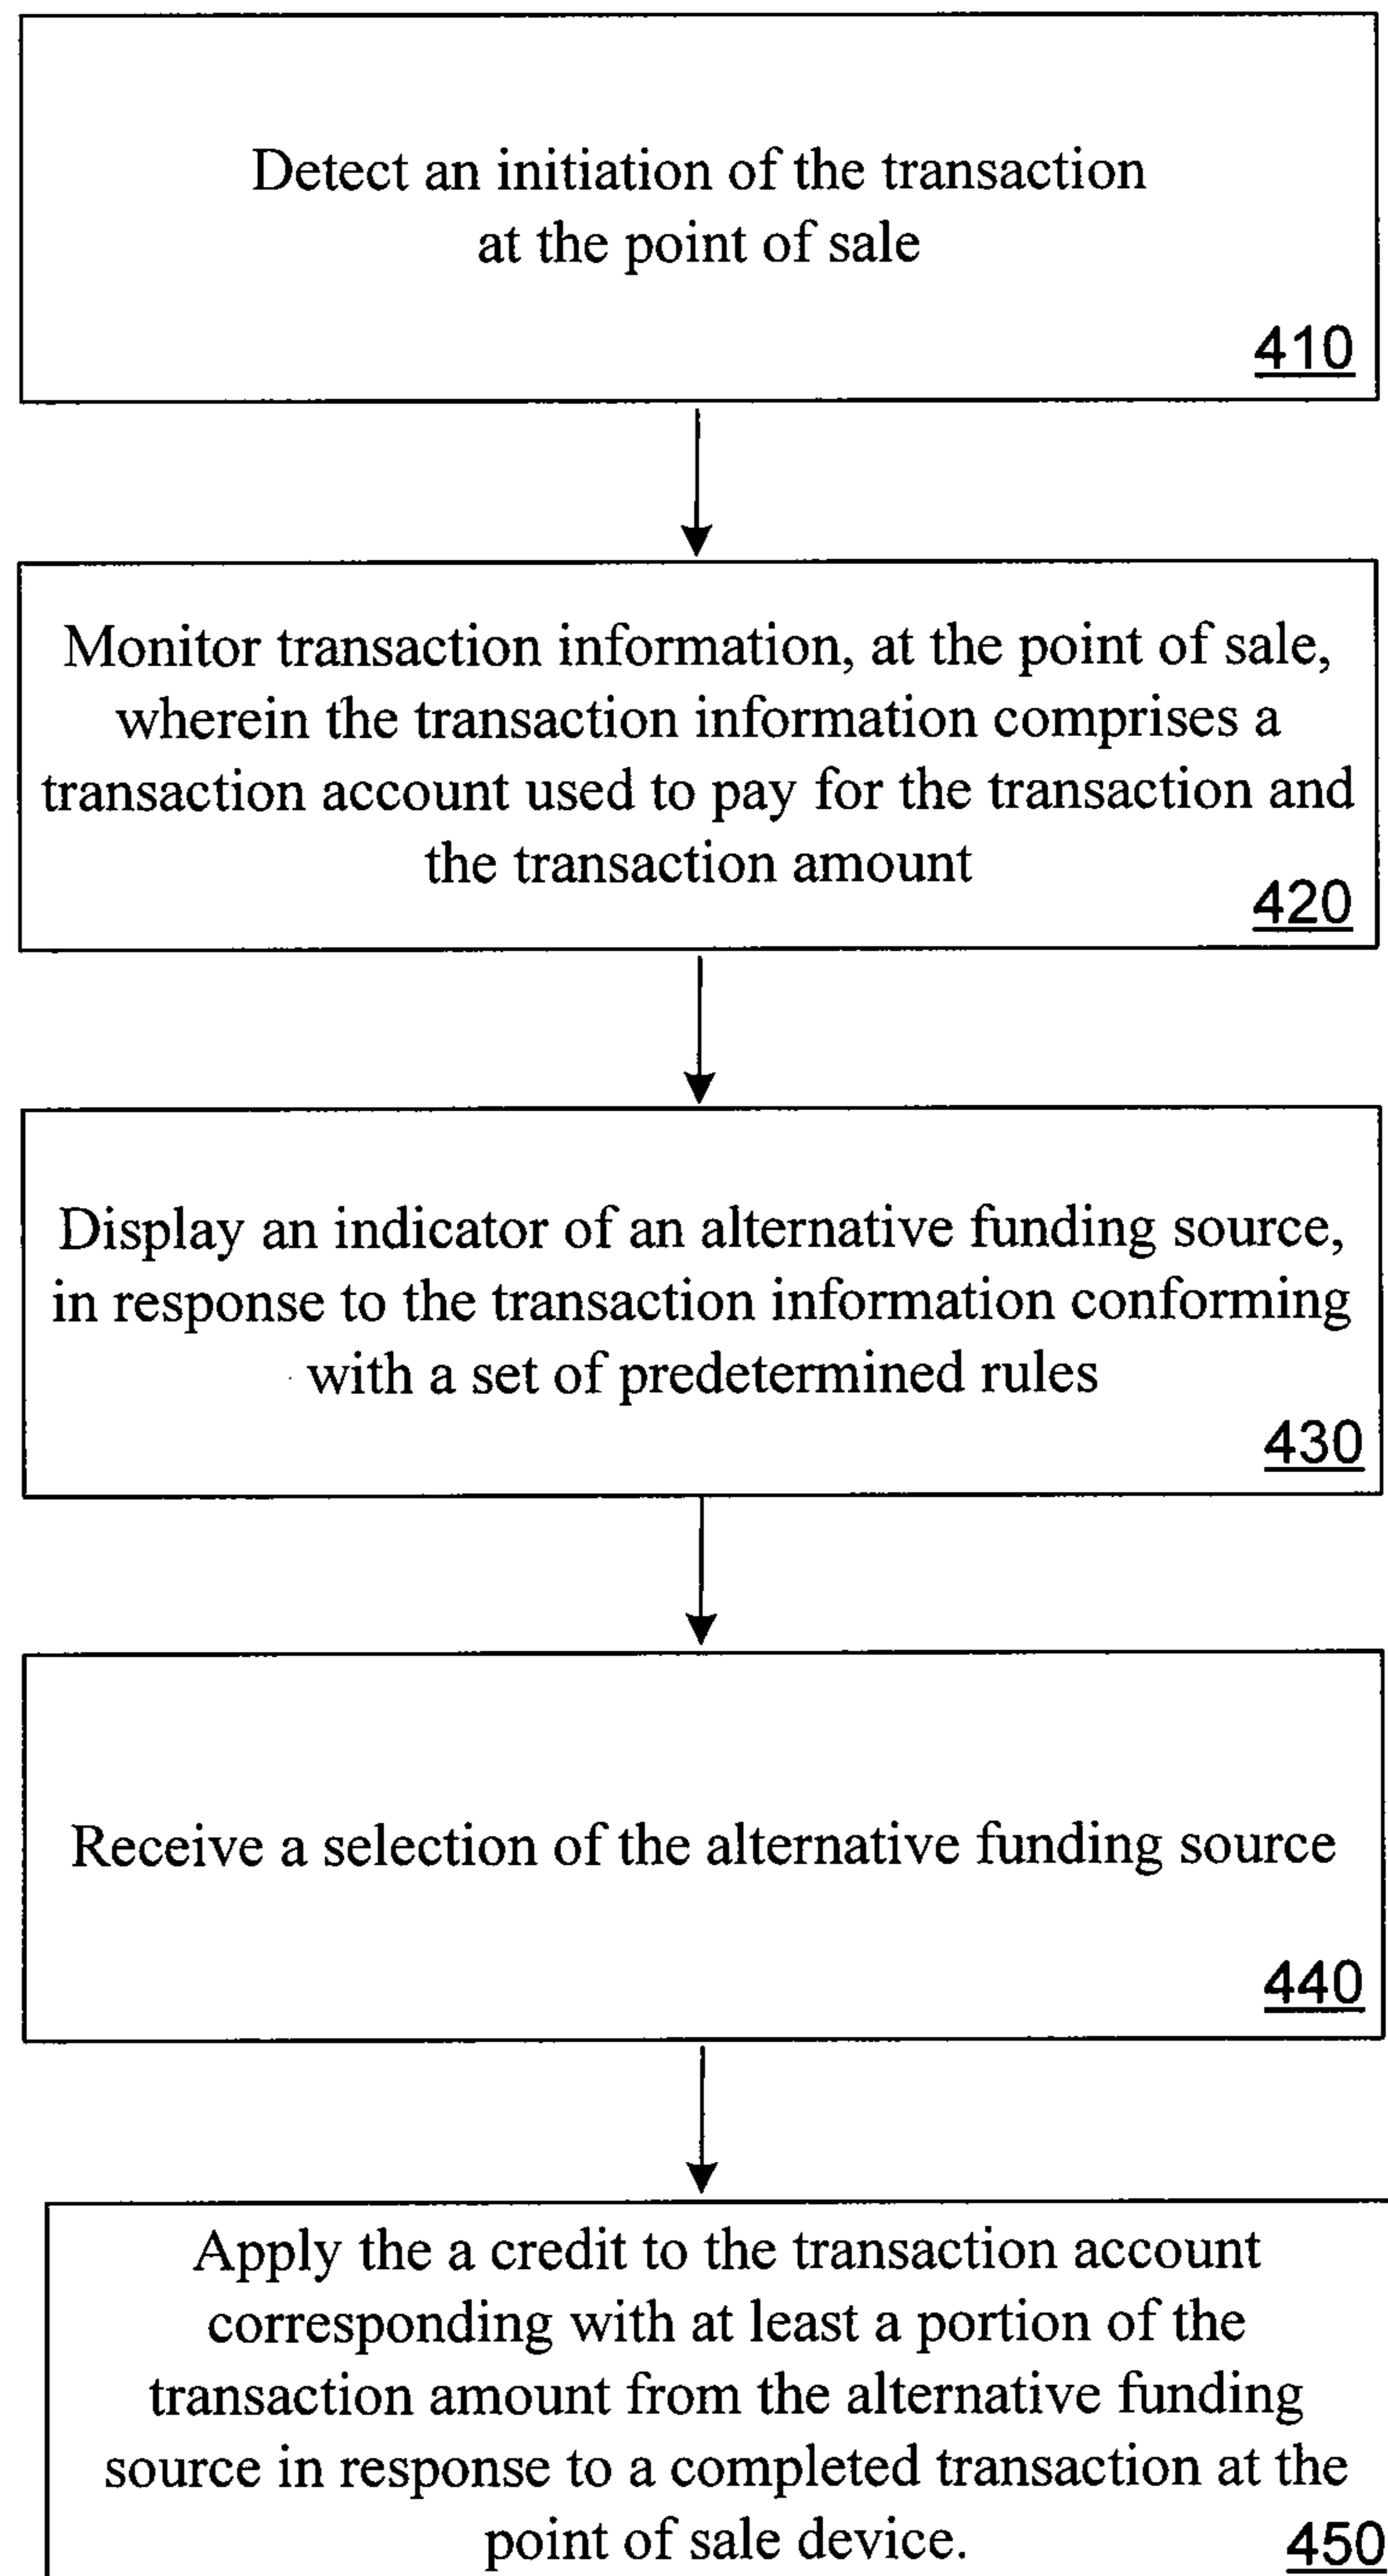 Detect an initiation of the transaction
at the point of sale
410
Monitor transaction information, at the point of sale,
wherein the transaction information comprises a
transaction account used to pay for the transaction and
the transaction amount
420
Display an indicator of an alternative funding source,
in response to the transaction information conforming
with a set of predetermined rules
430
Receive a selection of the alternative funding source
440
Apply the a credit to the transaction account
corresponding with at least a portion of the
transaction amount from the alternative funding
source in response to a completed transaction at the
point of sale device.
450